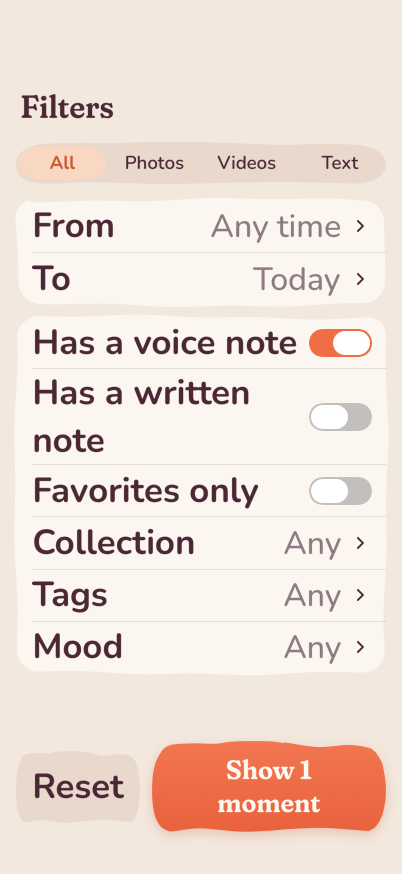 Filters
All Photos Videos Text
From Any time
To Today
Has a voice note
Has a written
note
Favorites only
Collection Any
Tags Any
Mood Any
Reset
Show 1
moment